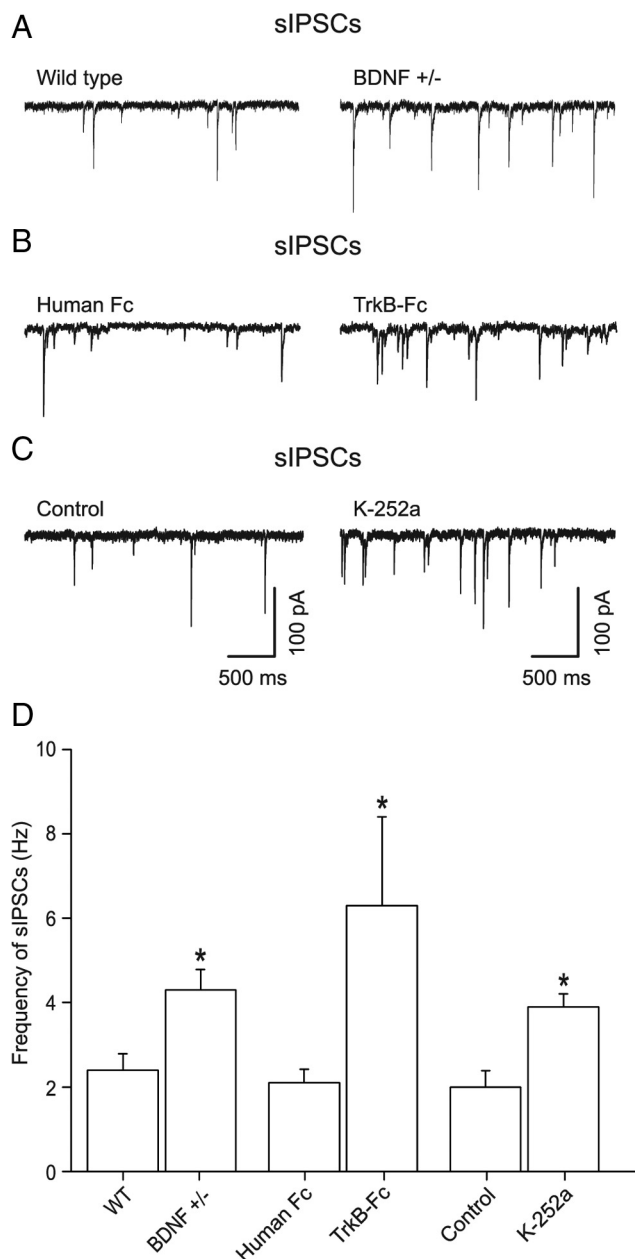 A
sIPSCs
Wild type
BDNF +/-
B
sIPSCs
Human Fc
TrkB-Fc
C
sIPSCs
Control
K-252a
100 pA
500 ms
100 pA
500 ms
D
Frequency of sIPSCs (Hz)
10
8
6
4
2
0
*
*
*
WT
BDNF +/-
Human Fc
TrkB-Fc
Control
K-252a